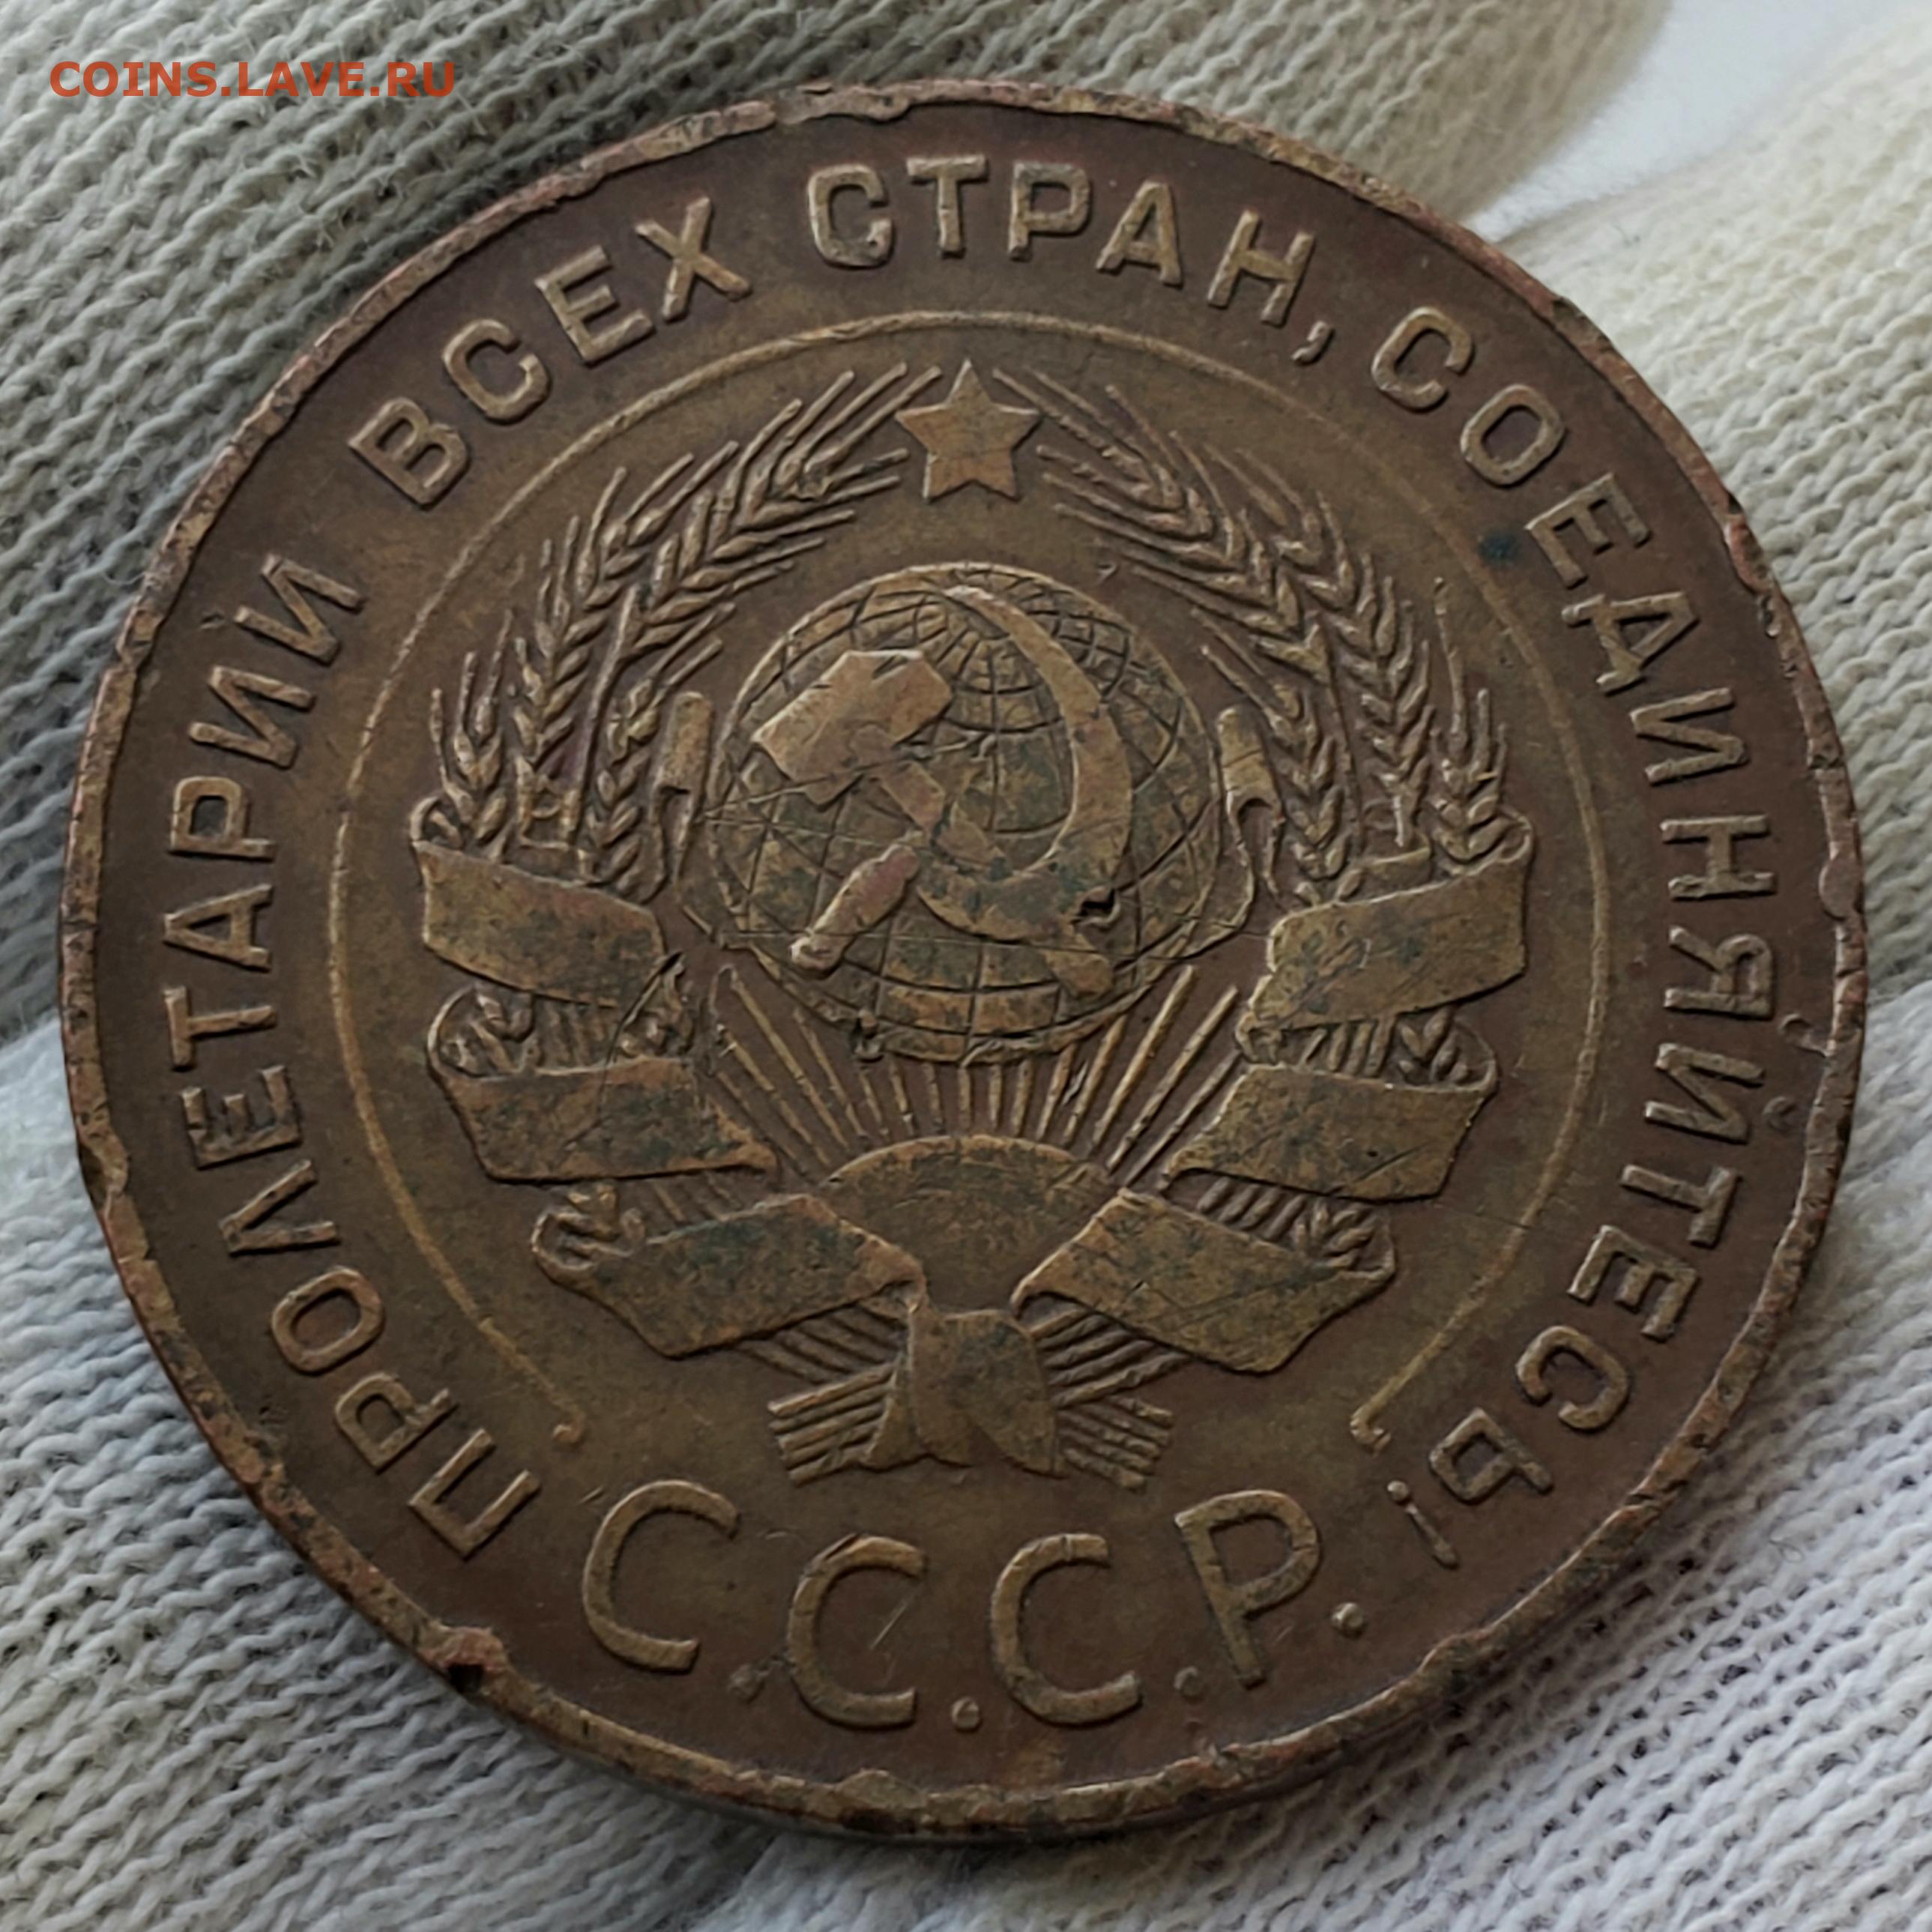 COINS.LAVE.RU
ПРОЛЕТАРИИ ВСЕХ СТРАН, СОЕДИНЯЙТЕСЬ!
С.С.С.Р.